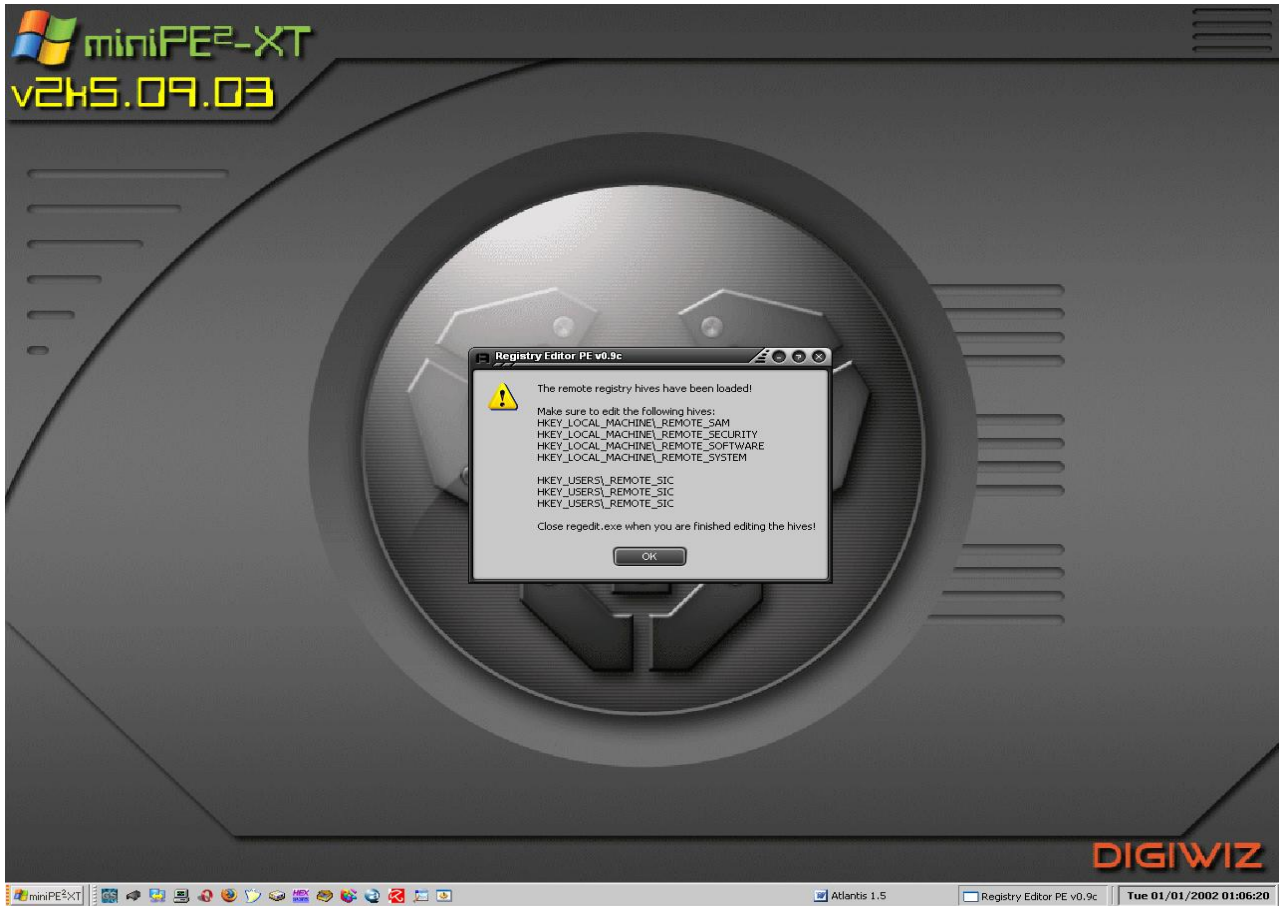 miniPE²-XT
v2k5.09.03
Registry Editor PE v0.9c
The remote registry hives have been loaded!
Make sure to edit the following hives:
HKEY_LOCAL_MACHINE\_REMOTE_SAM
HKEY_LOCAL_MACHINE\_REMOTE_SECURITY
HKEY_LOCAL_MACHINE\_REMOTE_SOFTWARE
HKEY_LOCAL_MACHINE\_REMOTE_SYSTEM
HKEY_USERS\_REMOTE_SIC
HKEY_USERS\_REMOTE_SIC
HKEY_USERS\_REMOTE_SIC
Close regedit.exe when you are finished editing the hives!
OK
DIGIWIZ
miniPE²XT
HEX
Atlantis 1.5
Registry Editor PE v0.9c
Tue 01/01/2002 01:06:20